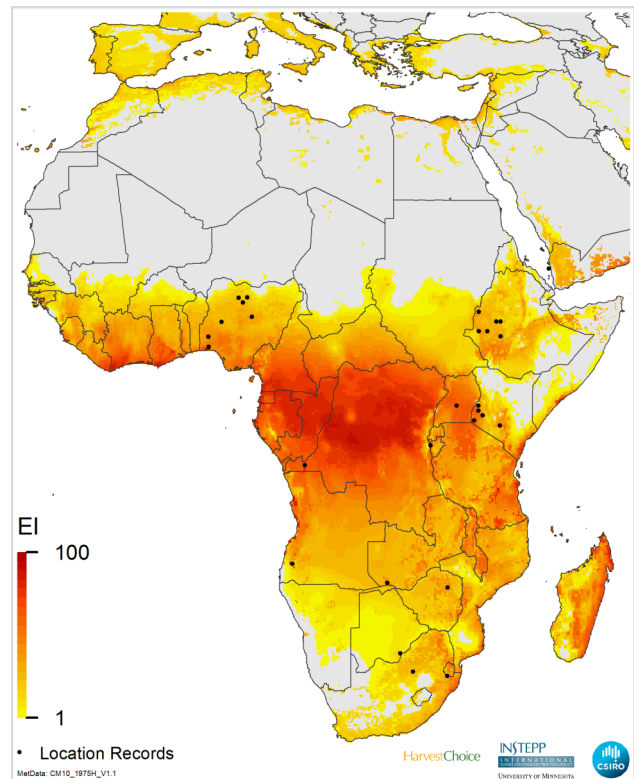 EI
100
1
• Location Records
MetData: CM10_1975H_V1.1
HarvestChoice
INSTEPP
INTERNATIONAL
UNIVERSITY OF MINNESOTA
CSIRO